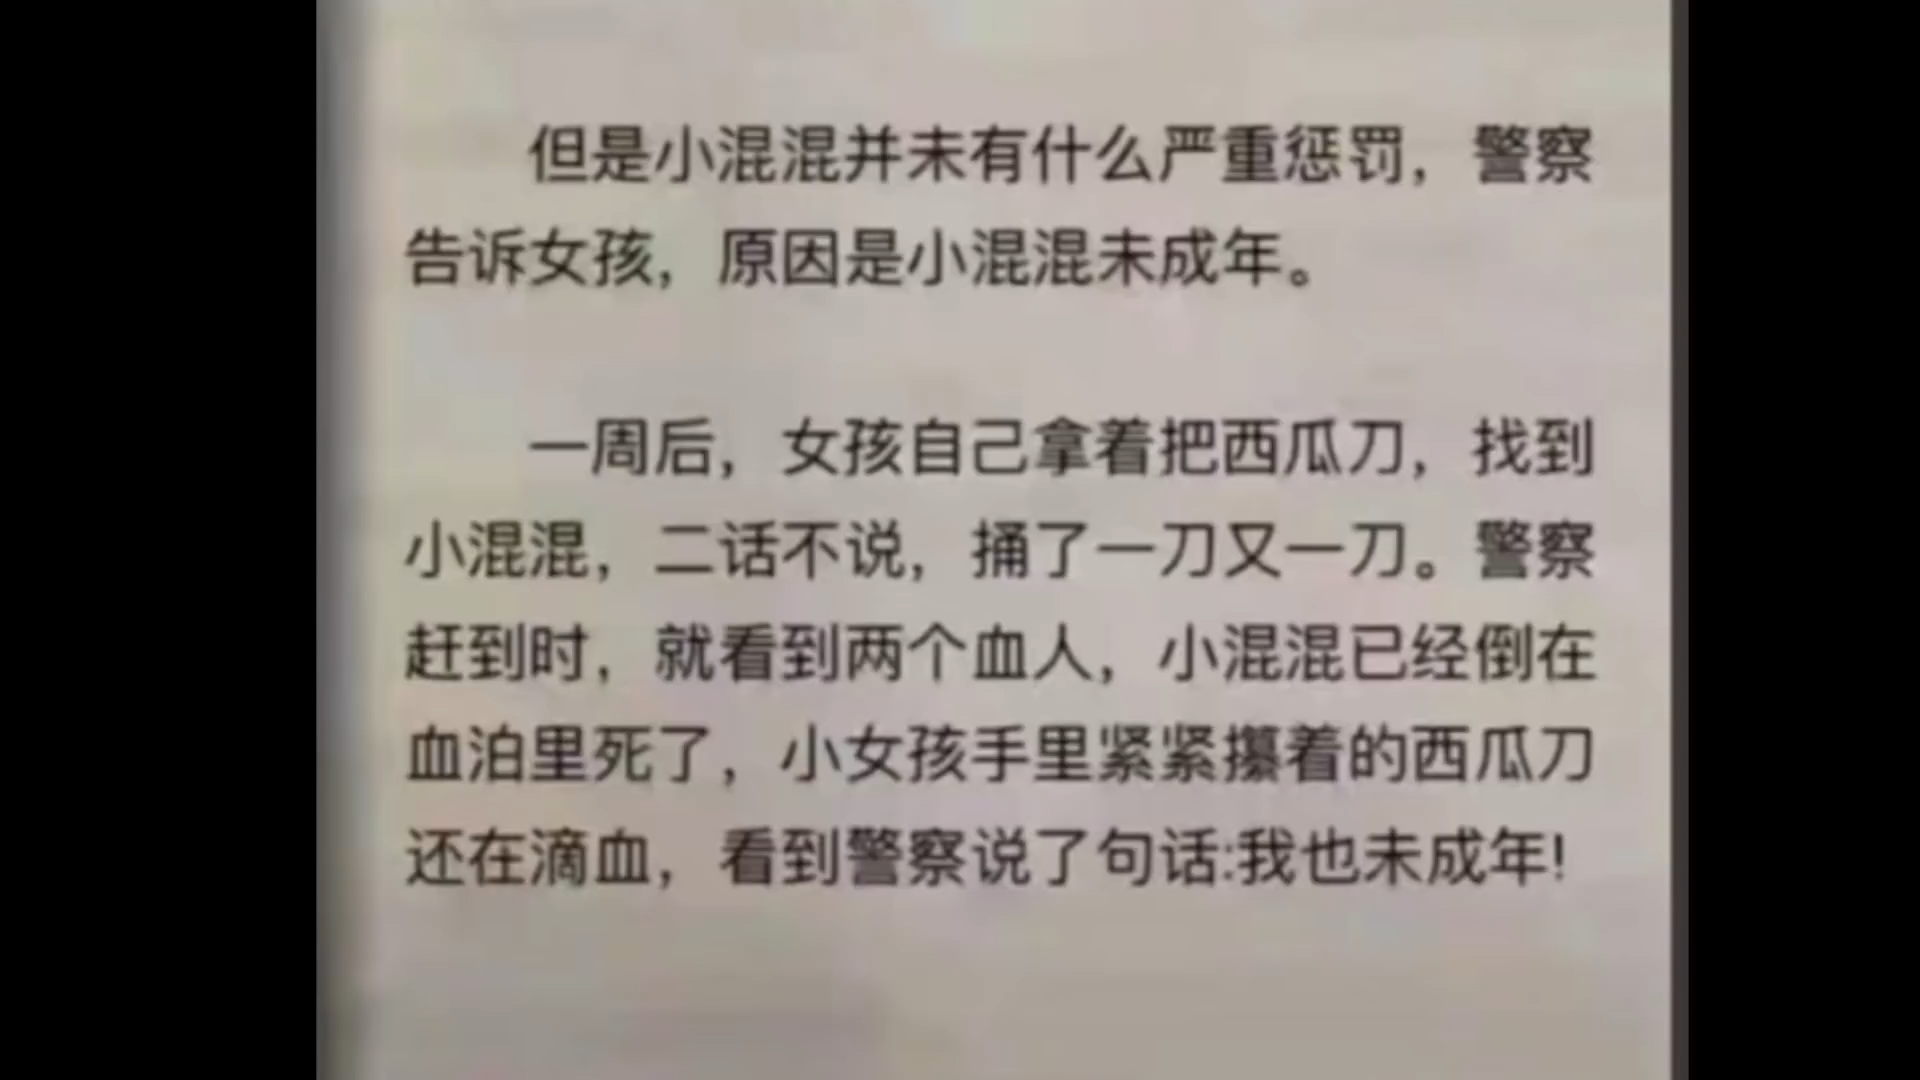 但是小混混并未有什么严重惩罚，警察
告诉女孩，原因是小混混未成年。
一周后，女孩自己拿着把西瓜刀，找到
小混混，二话不说，捅了一刀又一刀。警察
赶到时，就看到两个血人，小混混已经倒在
血泊里死了，小女孩手里紧紧攥着的西瓜刀
还在滴血，看到警察说了句话:我也未成年!